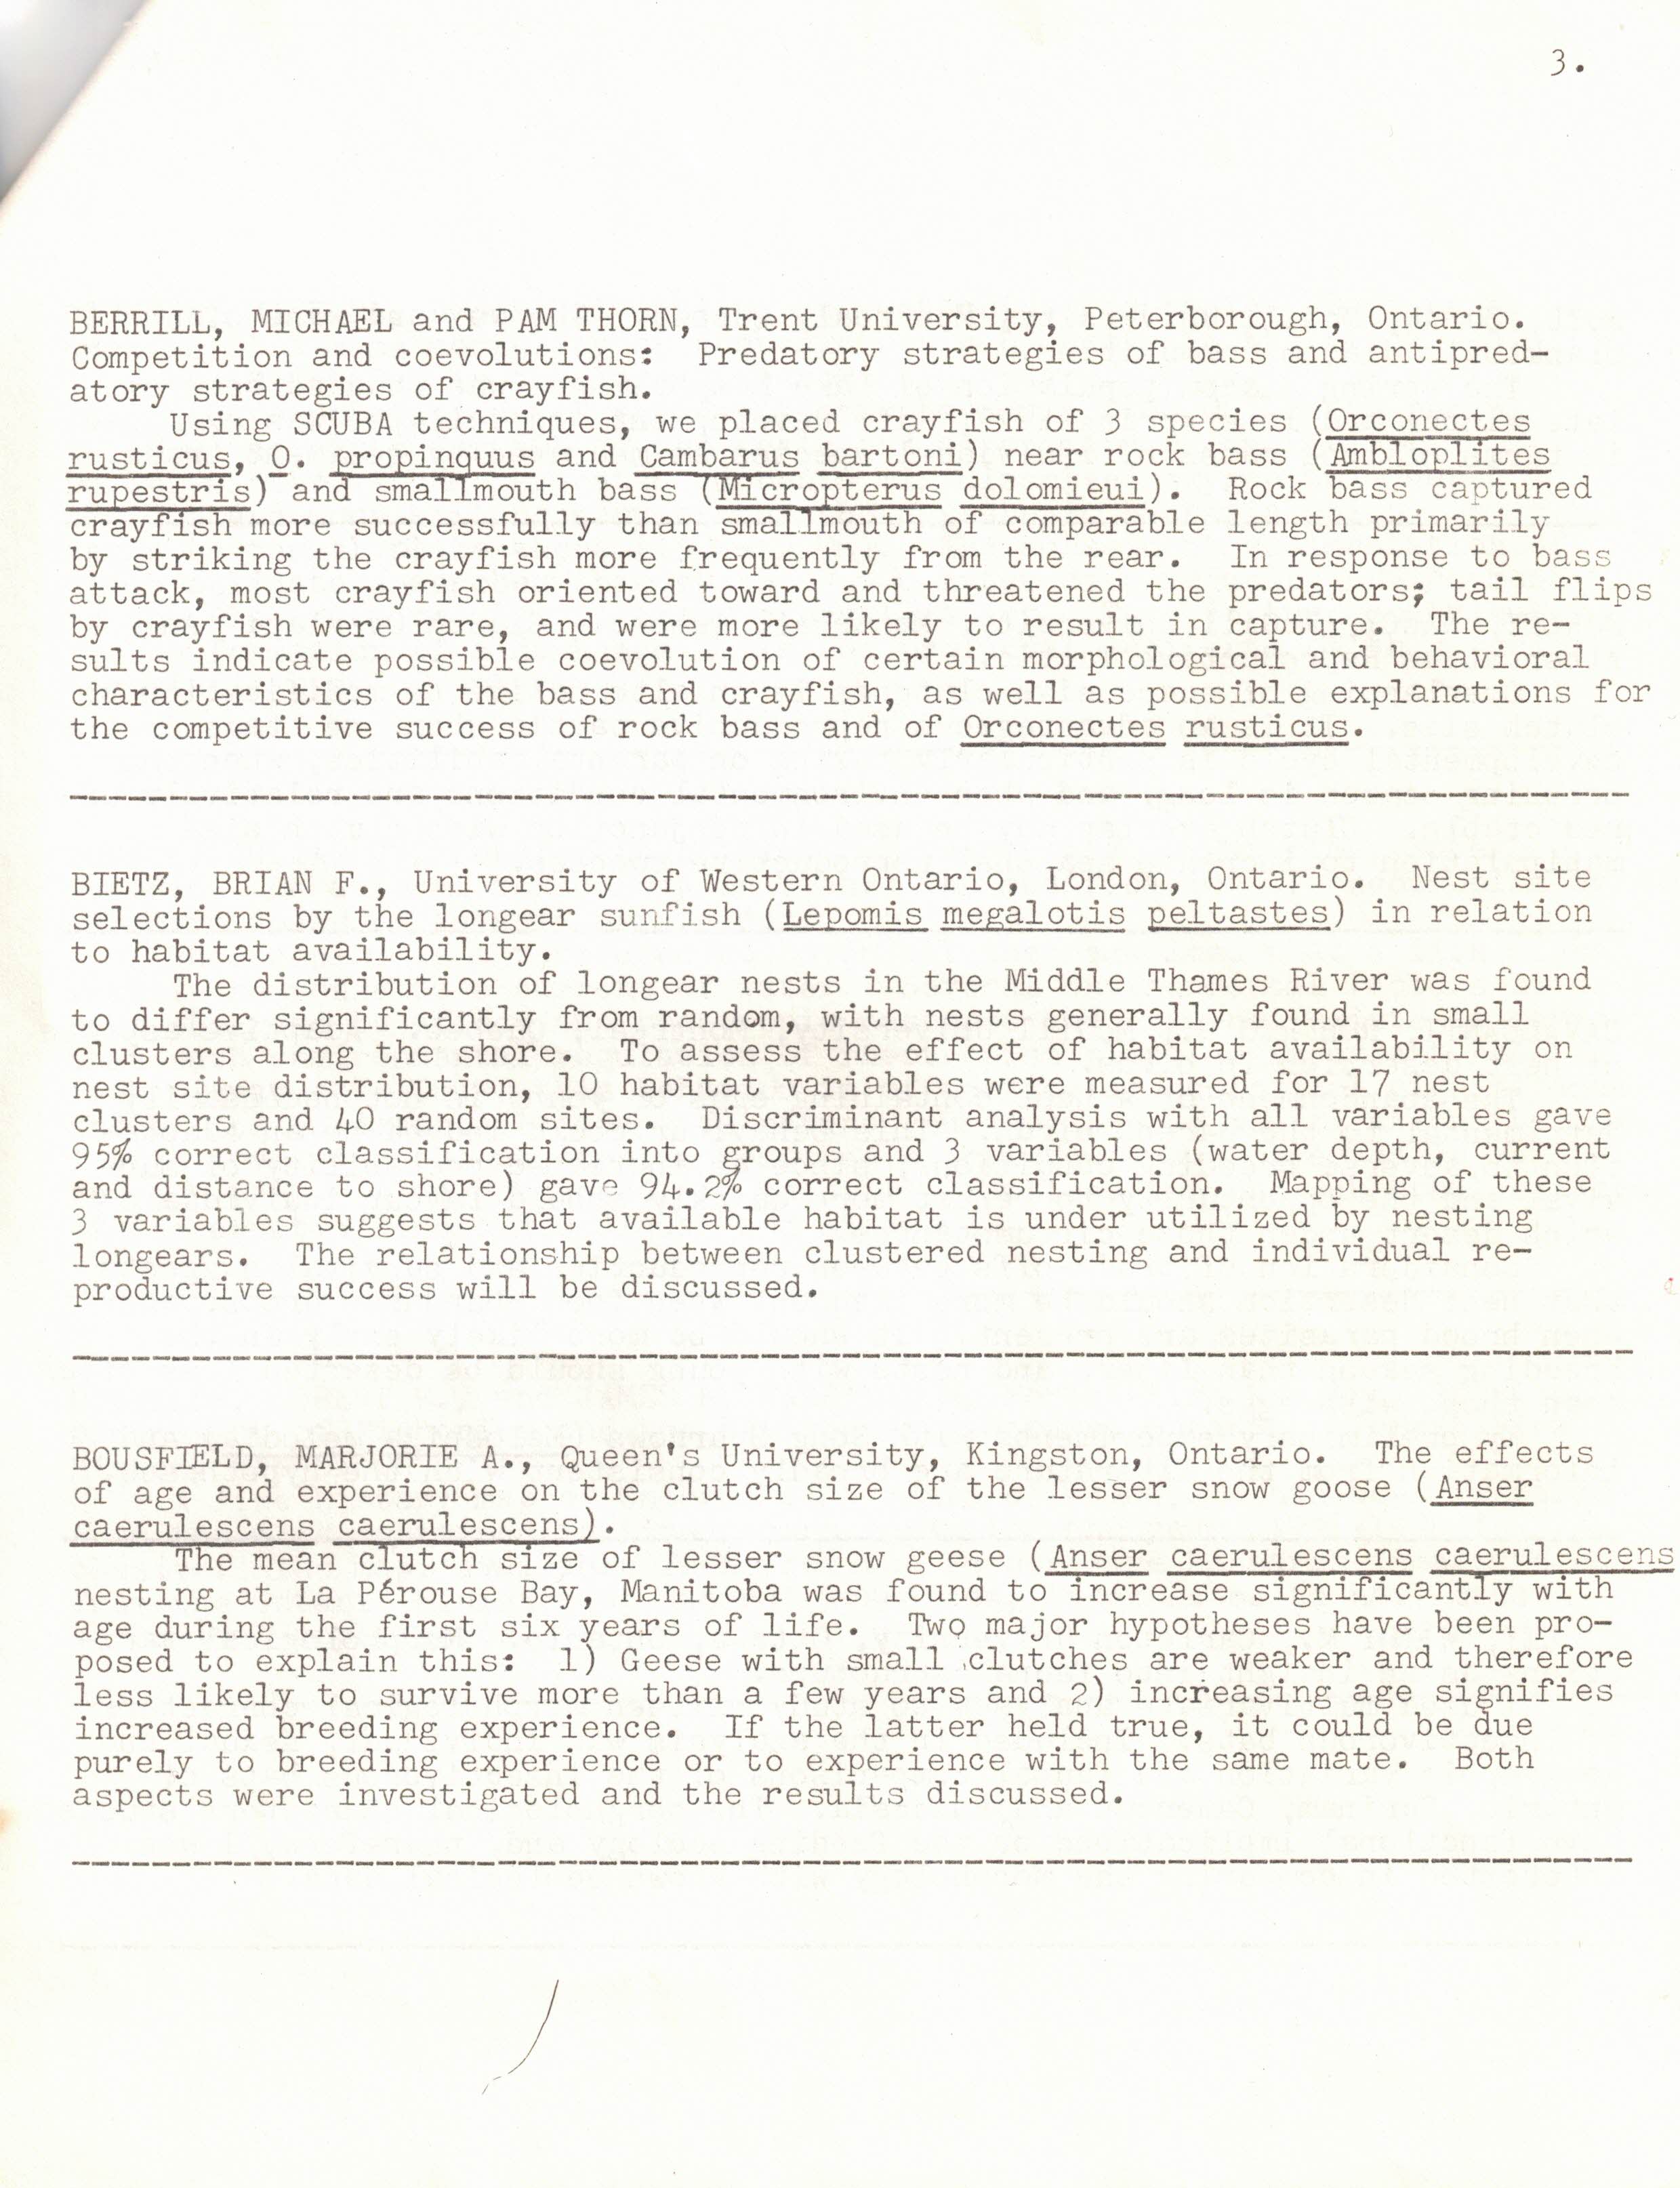 3.
BERRILL, MICHAEL and PAM THORN, Trent University, Peterborough, Ontario.
Competition and coevolutions:  Predatory strategies of bass and antipred-
atory strategies of crayfish.
Using SCUBA techniques, we placed crayfish of 3 species (Orconectes
rusticus, O. propinquus and Cambarus bartoni) near rock bass (Ambloplites
rupestris) and smallmouth bass (Micropterus dolomieui).  Rock bass captured
crayfish more successfully than smallmouth of comparable length primarily
by striking the crayfish more frequently from the rear.  In response to bass
attack, most crayfish oriented toward and threatened the predators; tail flips
by crayfish were rare, and were more likely to result in capture.  The re-
sults indicate possible coevolution of certain morphological and behavioral
characteristics of the bass and crayfish, as well as possible explanations for
the competitive success of rock bass and of Orconectes rusticus.
BIETZ, BRIAN F., University of Western Ontario, London, Ontario.  Nest site
selections by the longear sunfish (Lepomis megalotis peltastes) in relation
to habitat availability.
The distribution of longear nests in the Middle Thames River was found
to differ significantly from random, with nests generally found in small
clusters along the shore.  To assess the effect of habitat availability on
nest site distribution, 10 habitat variables were measured for 17 nest
clusters and 40 random sites.  Discriminant analysis with all variables gave
95% correct classification into groups and 3 variables (water depth, current
and distance to shore) gave 94.2% correct classification.  Mapping of these
3 variables suggests that available habitat is under utilized by nesting
longears.  The relationship between clustered nesting and individual re-
productive success will be discussed.
BOUSFIELD, MARJORIE A., Queen's University, Kingston, Ontario.  The effects
of age and experience on the clutch size of the lesser snow goose (Anser
caerulescens caerulescens).
The mean clutch size of lesser snow geese (Anser caerulescens caerulescens
nesting at La Pérouse Bay, Manitoba was found to increase significantly with
age during the first six years of life.  Two major hypotheses have been pro-
posed to explain this:  1) Geese with small clutches are weaker and therefore
less likely to survive more than a few years and 2) increasing age signifies
increased breeding experience.  If the latter held true, it could be due
purely to breeding experience or to experience with the same mate.  Both
aspects were investigated and the results discussed.